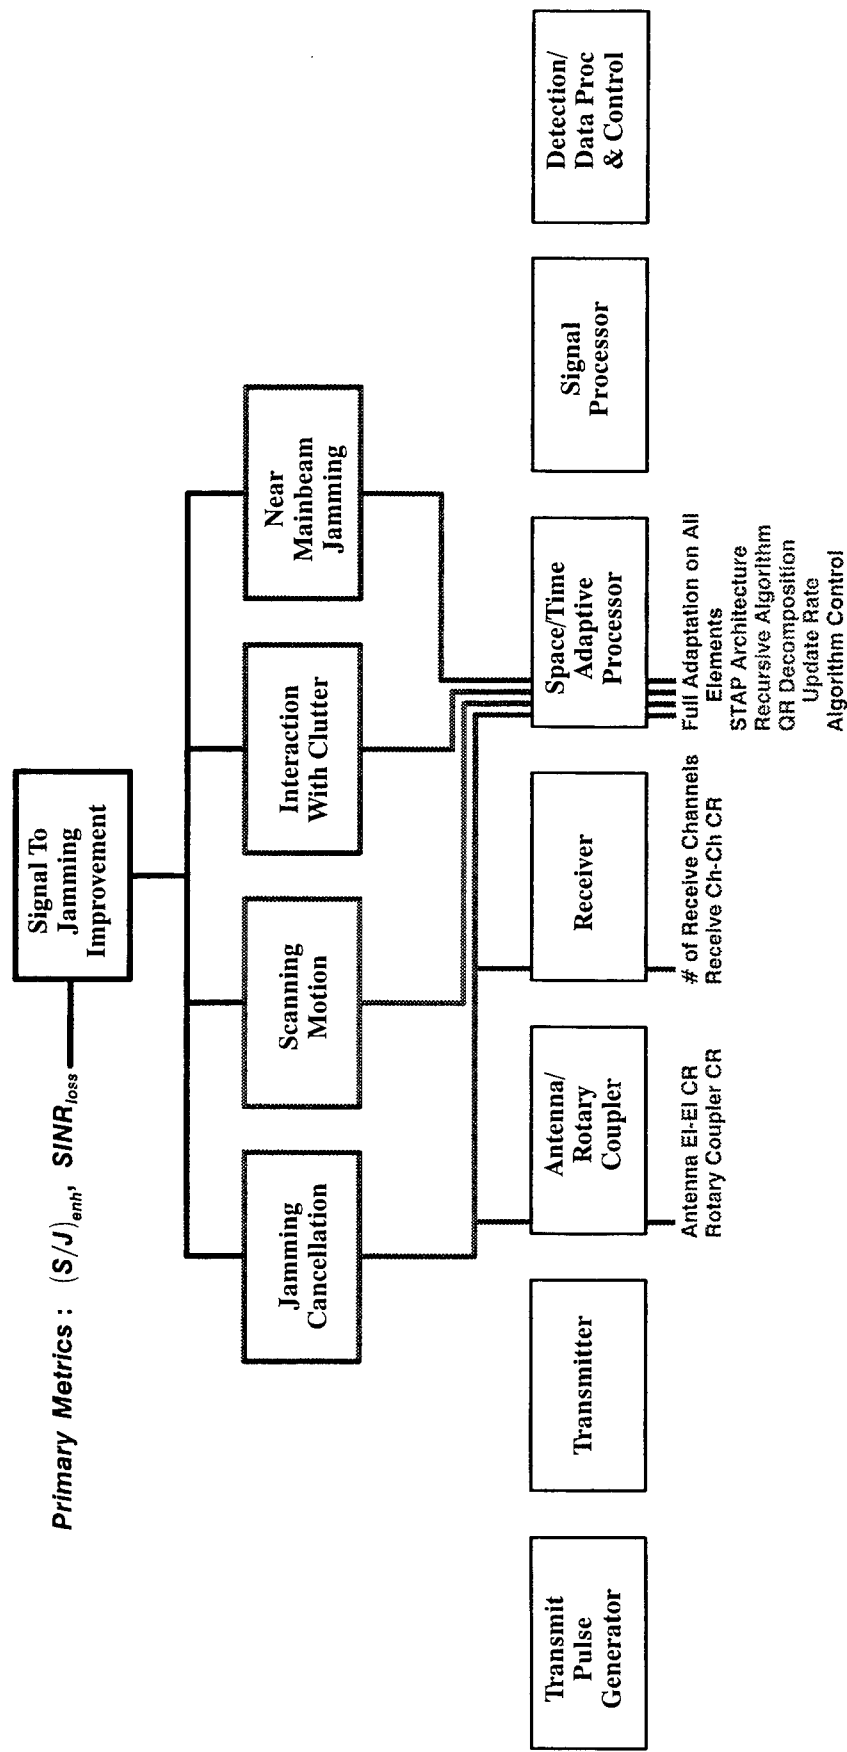 Primary Metrics : (S/J)enh, SINRloss
Signal To
Jamming
Improvement
Jamming
Cancellation
Scanning
Motion
Interaction
With Clutter
Near
Mainbeam
Jamming
Transmit
Pulse
Generator
Transmitter
Antenna/
Rotary
Coupler
Receiver
Space/Time
Adaptive
Processor
Signal
Processor
Detection/
Data Proc
& Control
Antenna El-El CR
Rotary Coupler CR
# of Receive Channels
Receive Ch-Ch CR
Full Adaptation on All
Elements
STAP Architecture
Recursive Algorithm
QR Decomposition
Update Rate
Algorithm Control